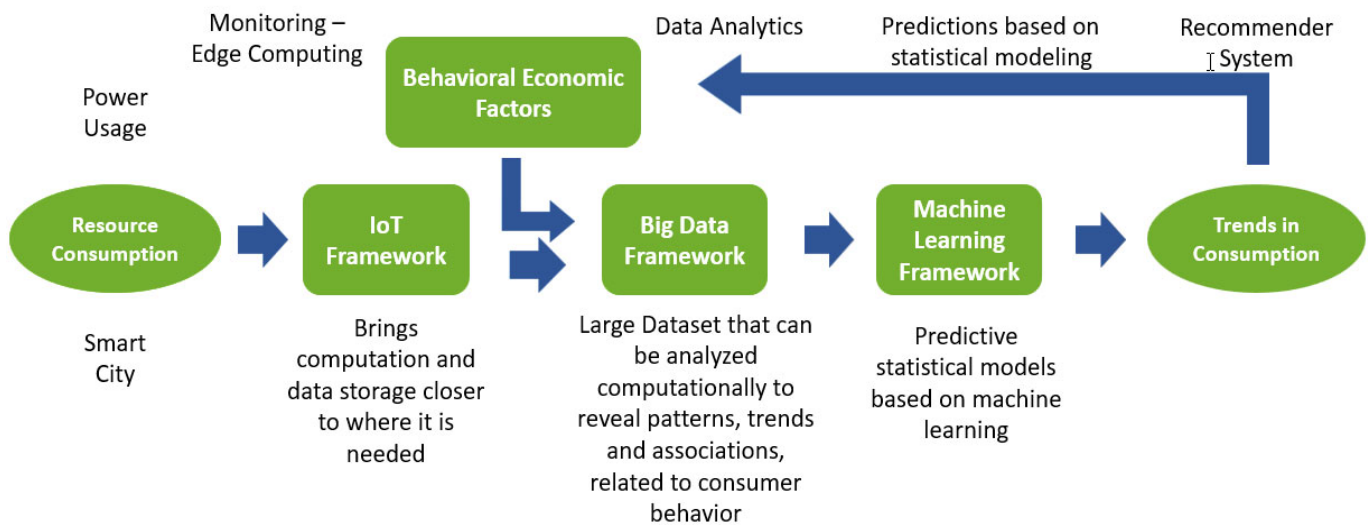 Monitoring –
Edge Computing
Data Analytics
Predictions based on
statistical modeling
Recommender
System
Behavioral Economic
Factors
Power
Usage
Resource
Consumption
IoT
Framework
Big Data
Framework
Machine
Learning
Framework
Trends in
Consumption
Smart
City
Brings
computation and
data storage closer
to where it is
needed
Large Dataset that can
be analyzed
computationally to
reveal patterns, trends
and associations,
related to consumer
behavior
Predictive
statistical models
based on machine
learning